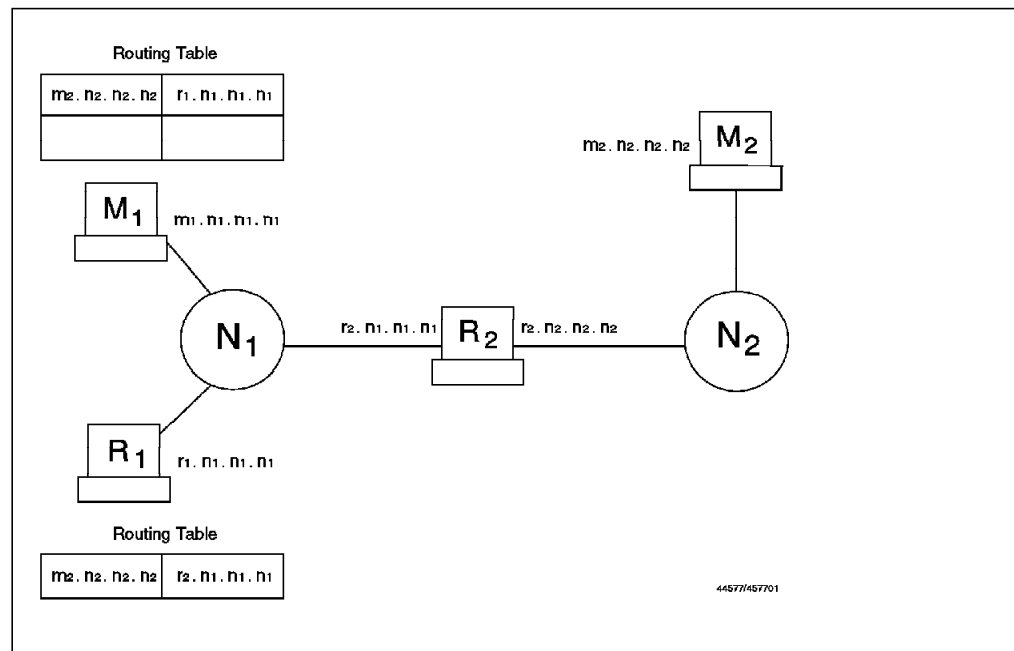 Routing Table
m₂. n₂. n₂. n₂ r₁. n₁. n₁. n₁
M₂
m₂. n₂. n₂. n₂
M₁
m₁. n₁. n₁. n₁
N₁
r₂. n₁. n₁. n₁
R₂
r₂. n₂. n₂. n₂
N₂
R₁
r₁. n₁. n₁. n₁
Routing Table
m₂. n₂. n₂. n₂ r₂. n₁. n₁. n₁
44577/457701